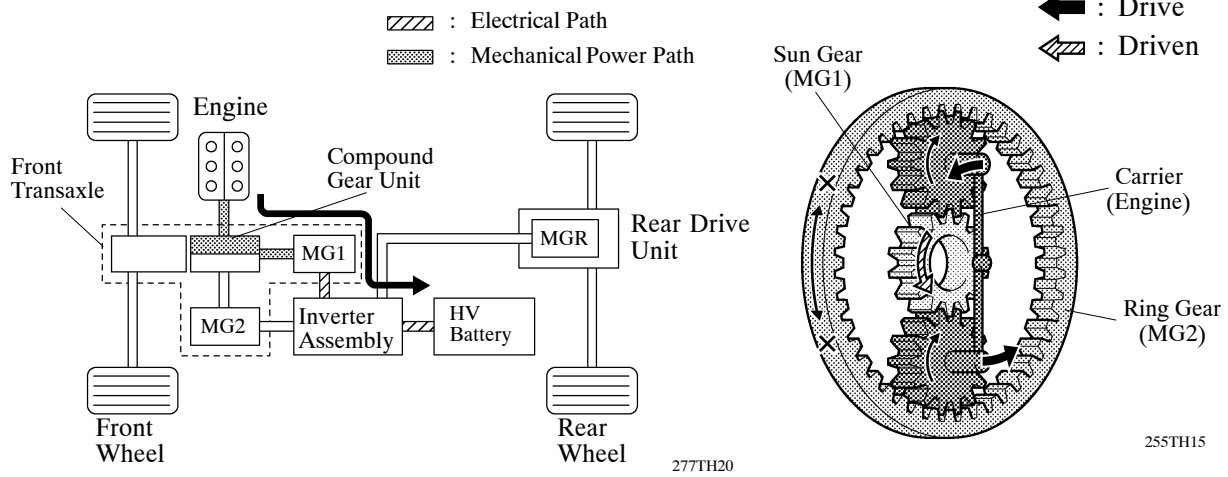 : Electrical Path
: Mechanical Power Path
Engine
Front
Transaxle
Compound
Gear Unit
MG1
MG2
Inverter
Assembly
HV
Battery
MGR
Rear Drive
Unit
Front
Wheel
Rear
Wheel
277TH20
: Drive
: Driven
Sun Gear
(MG1)
Carrier
(Engine)
Ring Gear
(MG2)
255TH15